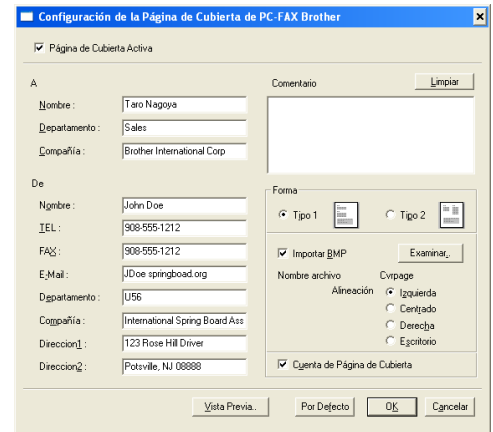 Configuración de la Página de Cubierta de PC-FAX Brother
Página de Cubierta Activa
A
Nombre : Taro Nagoya
Departamento : Sales
Compañía : Brother International Corp
De
Nombre : John Doe
TEL : 908-555-1212
FAX : 908-555-1212
E-Mail : JDoe springboad.org
Departamento : U56
Compañía : International Spring Board Ass
Direccion1 : 123 Rose Hill Driver
Direccion2 : Potsville, NJ 08888
Comentario Limpiar
Forma
Tipo 1 Tipo 2
Importar BMP Examinar..
Nombre archivo Cvrpage
Alineación Izquierda
Centrado
Derecha
Escritorio
Cuenta de Página de Cubierta
Vista Previa.. Por Defecto OK Cancelar